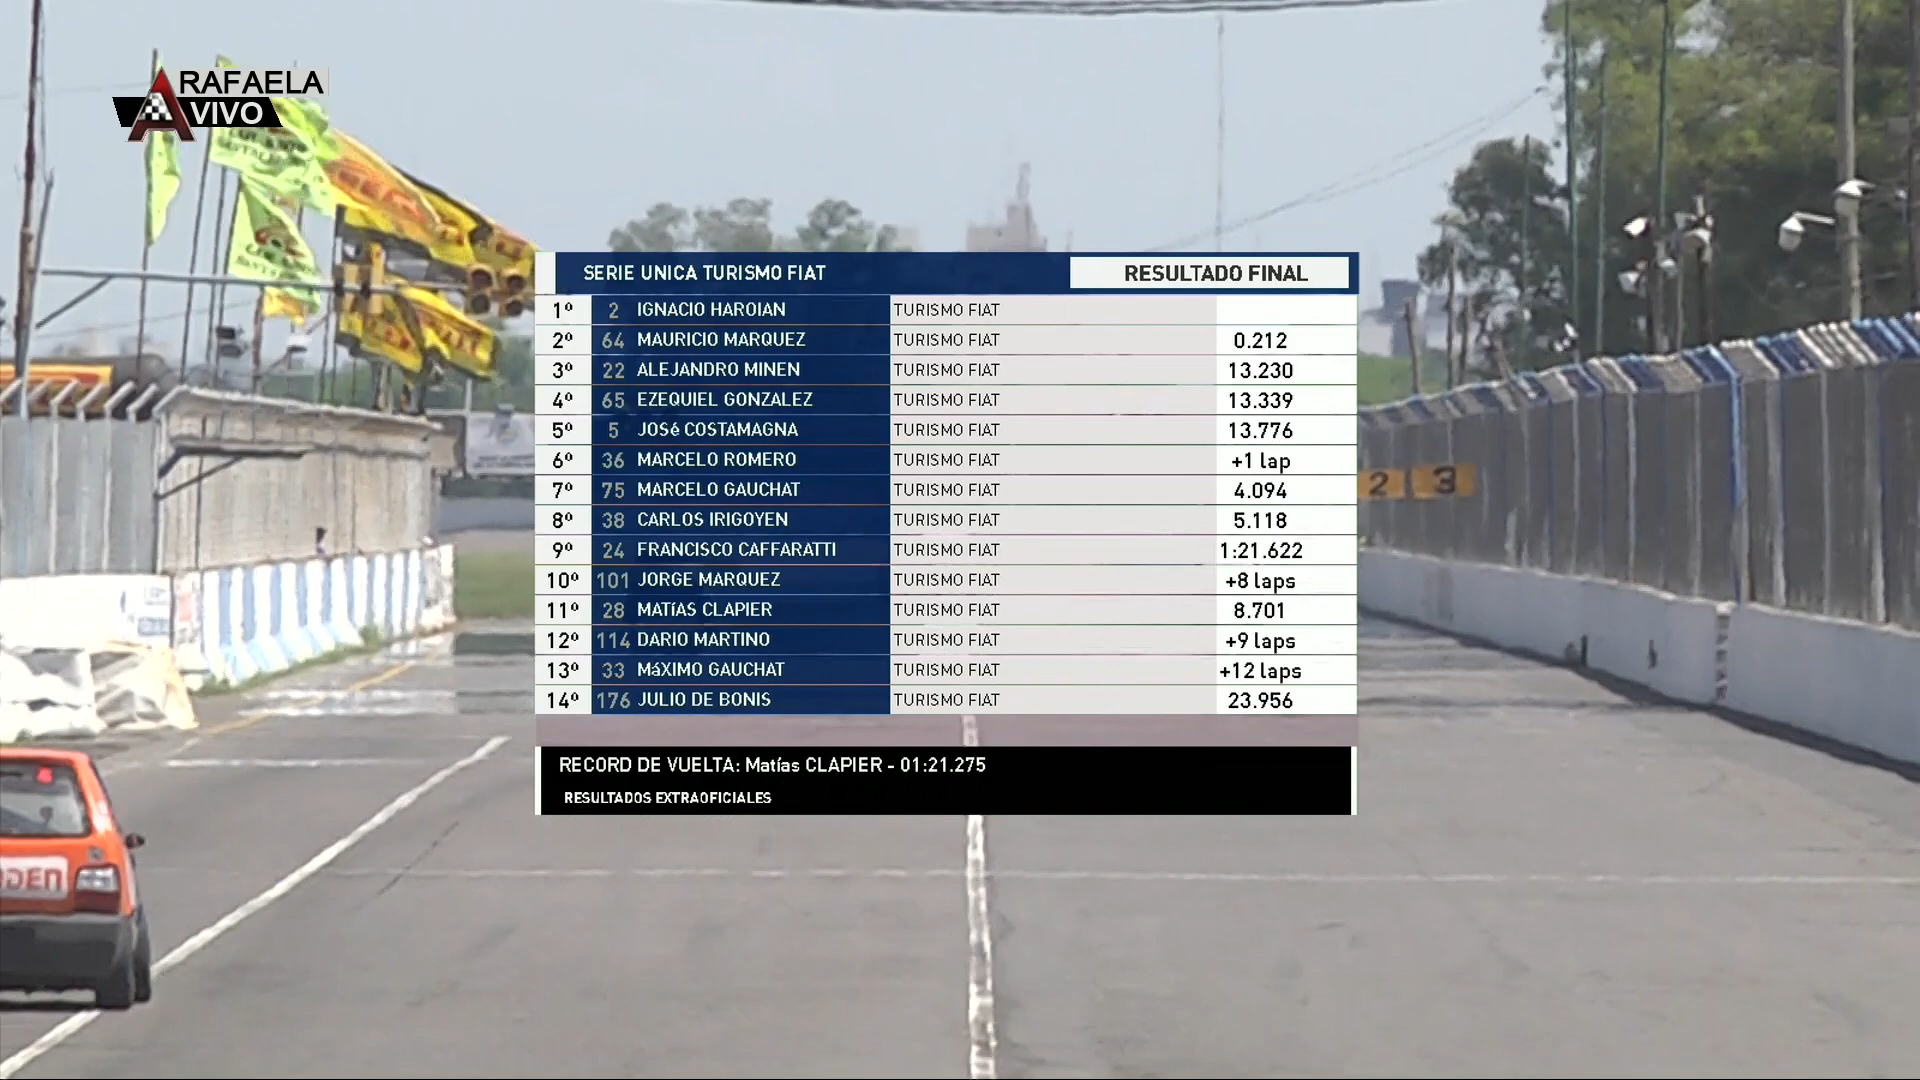 RAFAELA
VIVO
SERIE UNICA TURISMO FIAT RESULTADO FINAL
1º 2 IGNACIO HAROIAN TURISMO FIAT
2º 64 MAURICIO MARQUEZ TURISMO FIAT 0.212
3º 22 ALEJANDRO MINEN TURISMO FIAT 13.230
4º 65 EZEQUIEL GONZALEZ TURISMO FIAT 13.339
5º 5 JOSé COSTAMAGNA TURISMO FIAT 13.776
6º 36 MARCELO ROMERO TURISMO FIAT +1 lap
7º 75 MARCELO GAUCHAT TURISMO FIAT 4.094
8º 38 CARLOS IRIGOYEN TURISMO FIAT 5.118
9º 24 FRANCISCO CAFFARATTI TURISMO FIAT 1:21.622
10º 101 JORGE MARQUEZ TURISMO FIAT +8 laps
11º 28 MATíAS CLAPIER TURISMO FIAT 8.701
12º 114 DARIO MARTINO TURISMO FIAT +9 laps
13º 33 MáXIMO GAUCHAT TURISMO FIAT +12 laps
14º 176 JULIO DE BONIS TURISMO FIAT 23.956
2 3
RECORD DE VUELTA: Matías CLAPIER - 01:21.275
RESULTADOS EXTRAOFICIALES